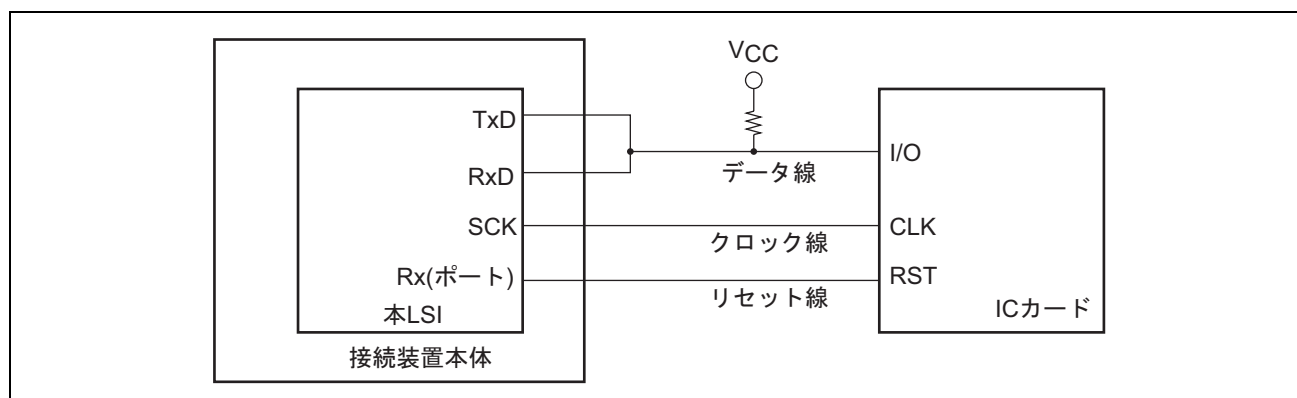 VCC
TxD
I/O
データ線
RxD
SCK
クロック線
CLK
Rx(ポート)
リセット線
RST
本LSI
ICカード
接続装置本体